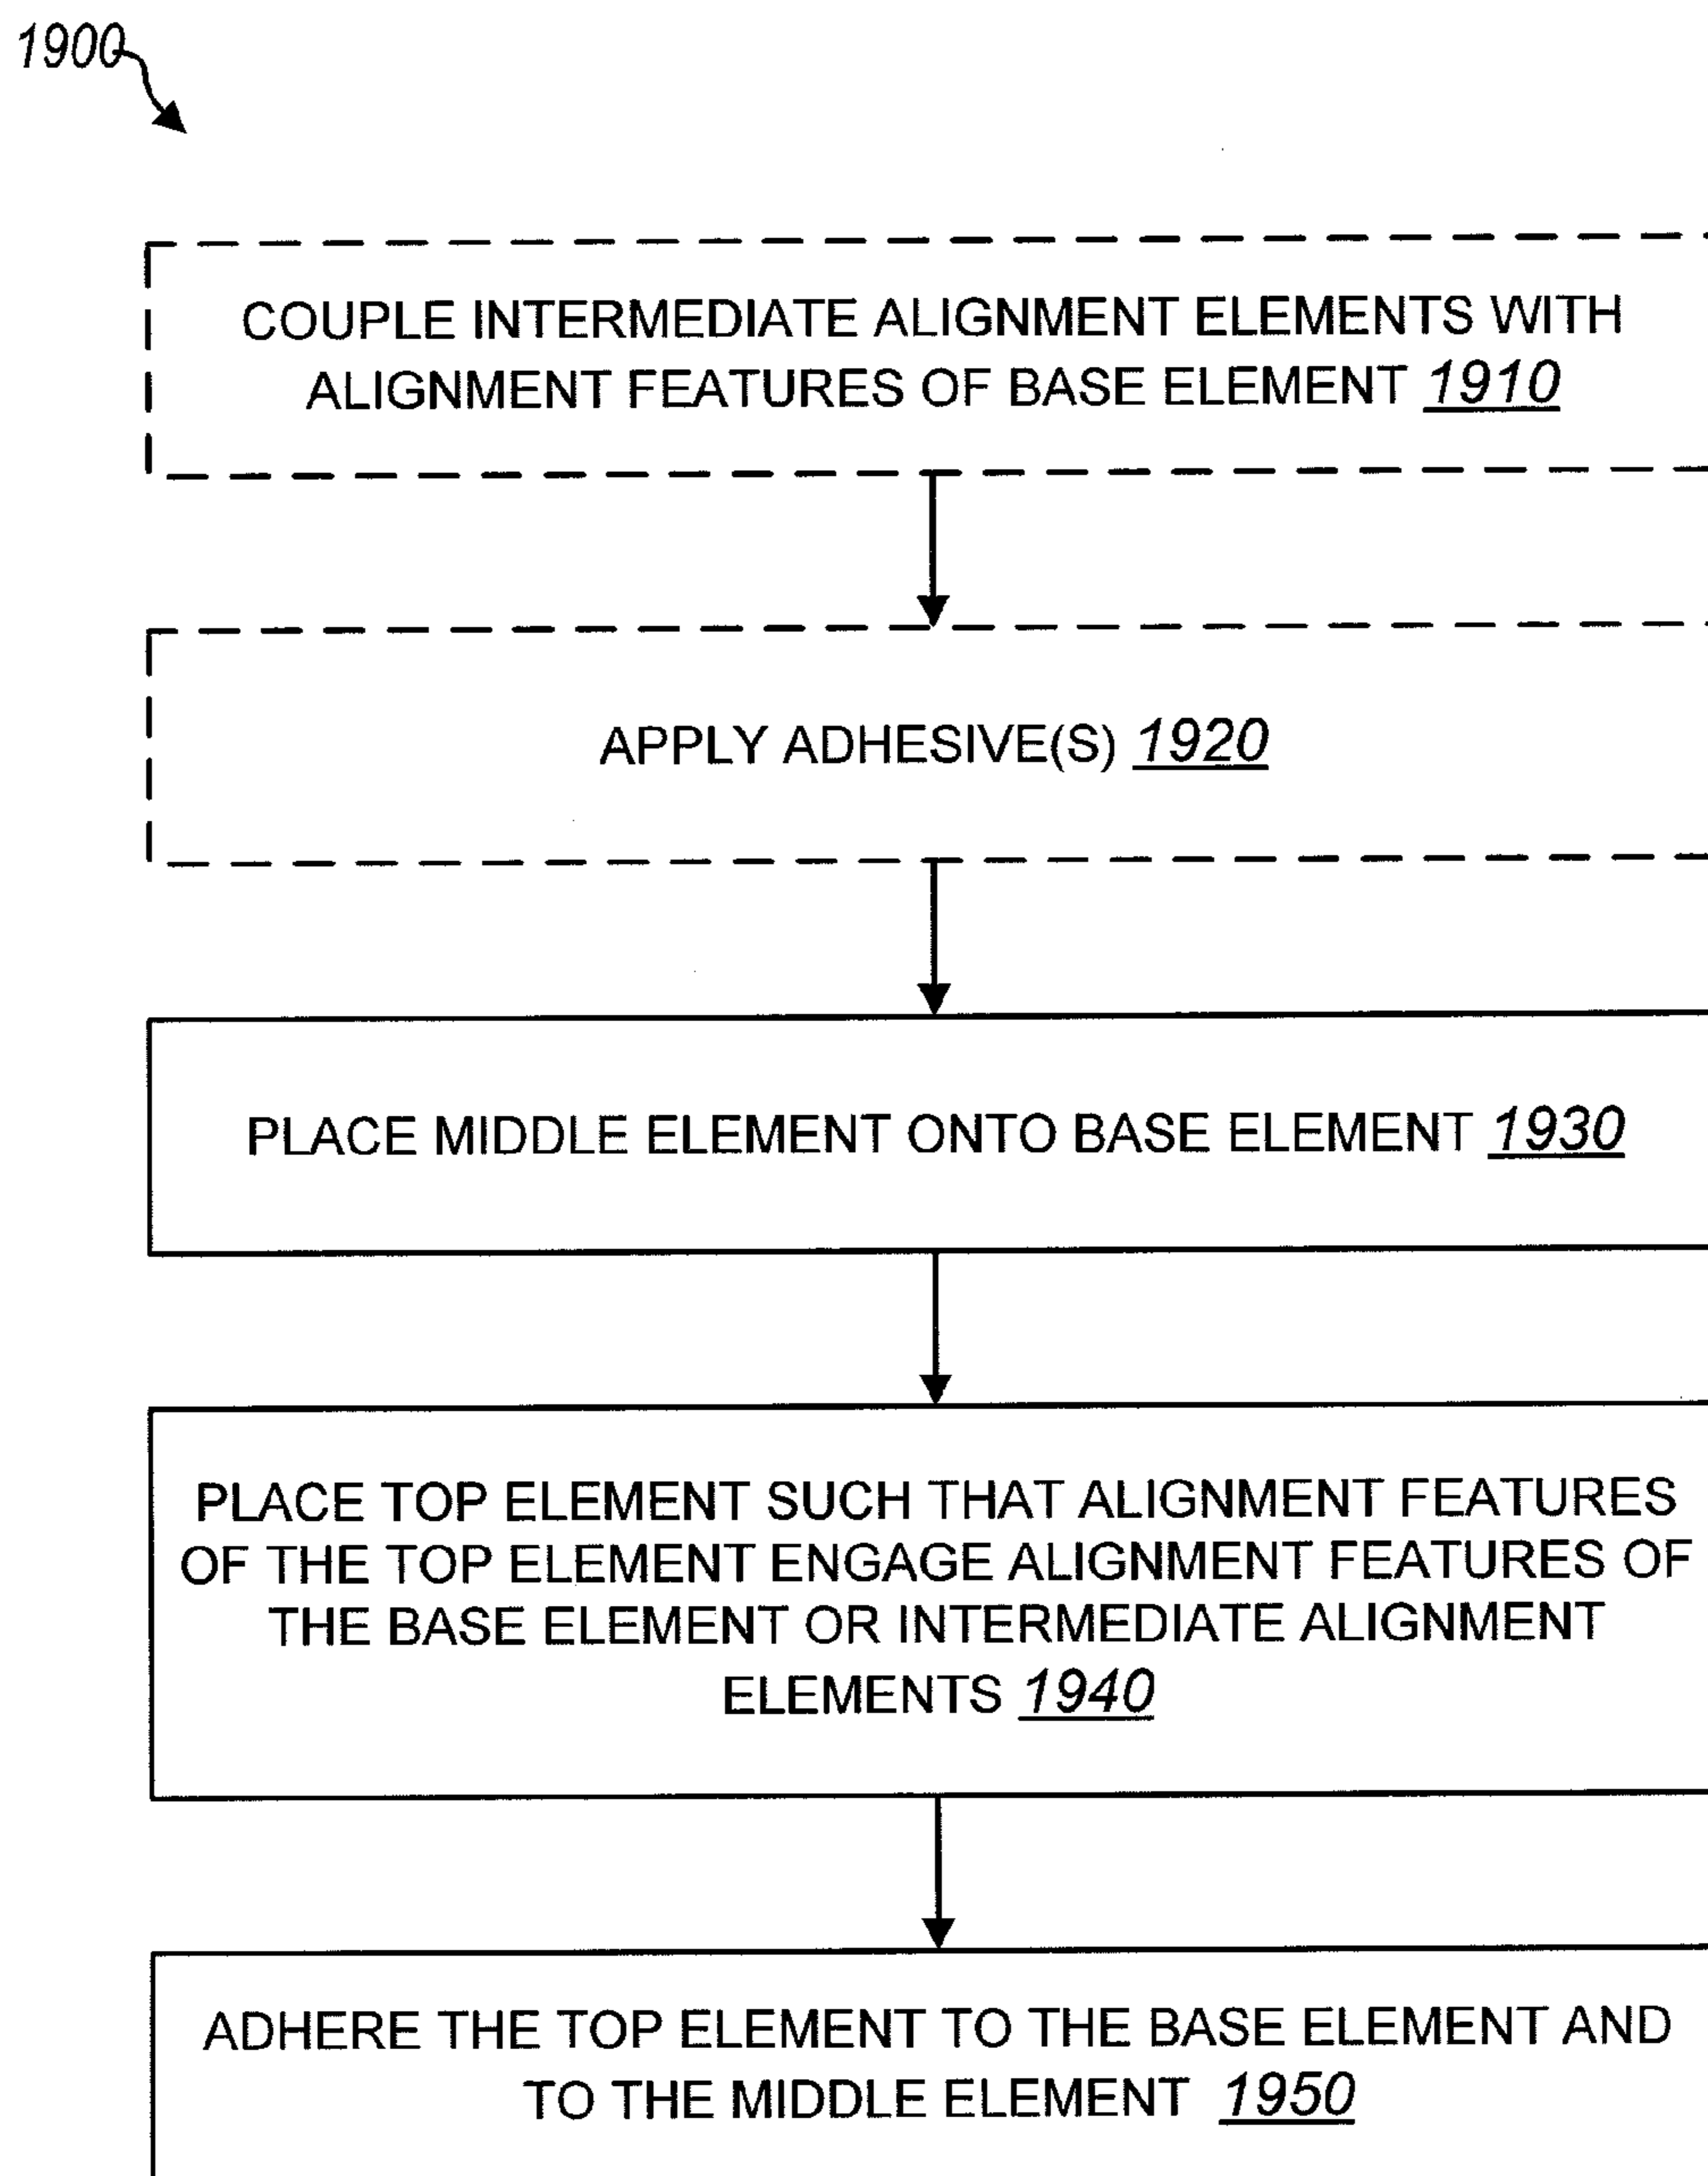 1900
COUPLE INTERMEDIATE ALIGNMENT ELEMENTS WITH
ALIGNMENT FEATURES OF BASE ELEMENT 1910
APPLY ADHESIVE(S) 1920
PLACE MIDDLE ELEMENT ONTO BASE ELEMENT 1930
PLACE TOP ELEMENT SUCH THAT ALIGNMENT FEATURES
OF THE TOP ELEMENT ENGAGE ALIGNMENT FEATURES OF
THE BASE ELEMENT OR INTERMEDIATE ALIGNMENT
ELEMENTS 1940
ADHERE THE TOP ELEMENT TO THE BASE ELEMENT AND
TO THE MIDDLE ELEMENT 1950